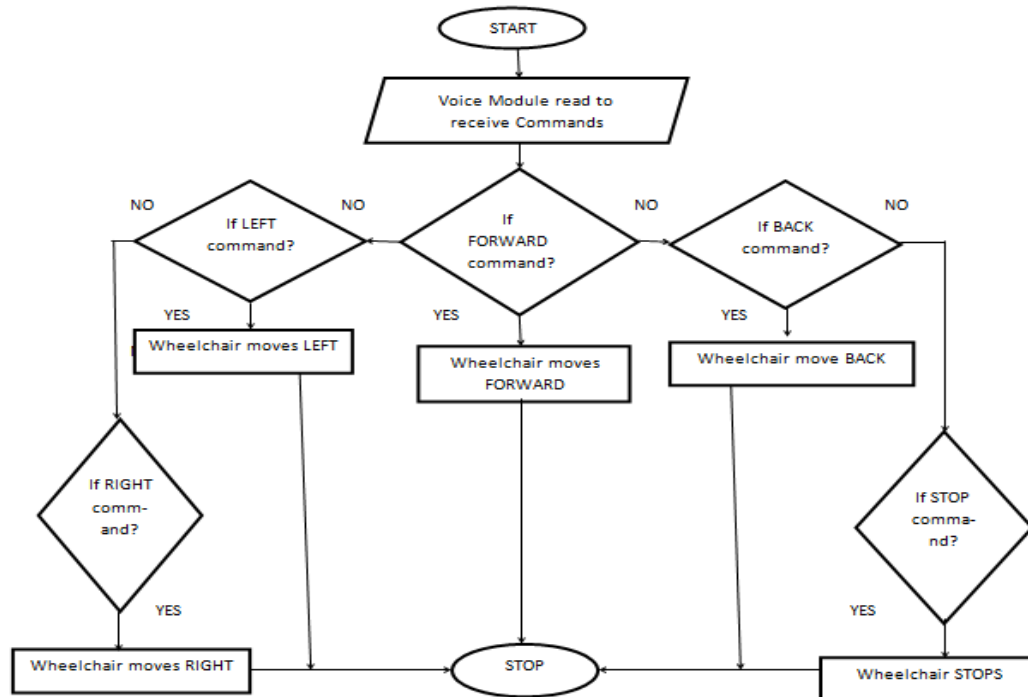 START
Voice Module read to
receive Commands
NO
NO
NO
NO
If LEFT
command?
If
FORWARD
command?
If BACK
command?
YES
YES
YES
Wheelchair moves LEFT
Wheelchair moves
FORWARD
Wheelchair move BACK
If RIGHT
comm-
and?
If STOP
comma-
nd?
YES
YES
Wheelchair moves RIGHT
STOP
Wheelchair STOPS